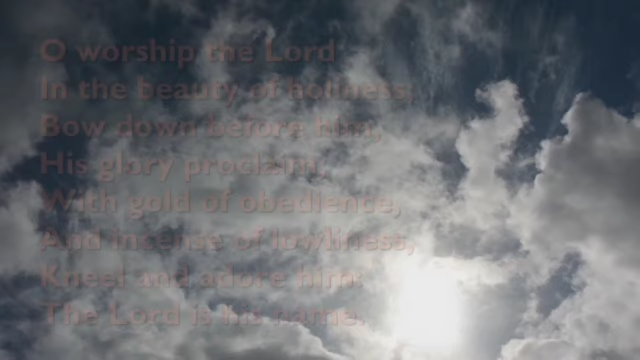 O worship the Lord
In the beauty of holiness;
Bow down before him,
His glory proclaim;
With gold of obedience,
And incense of lowliness,
Kneel and adore him:
The Lord is his name.